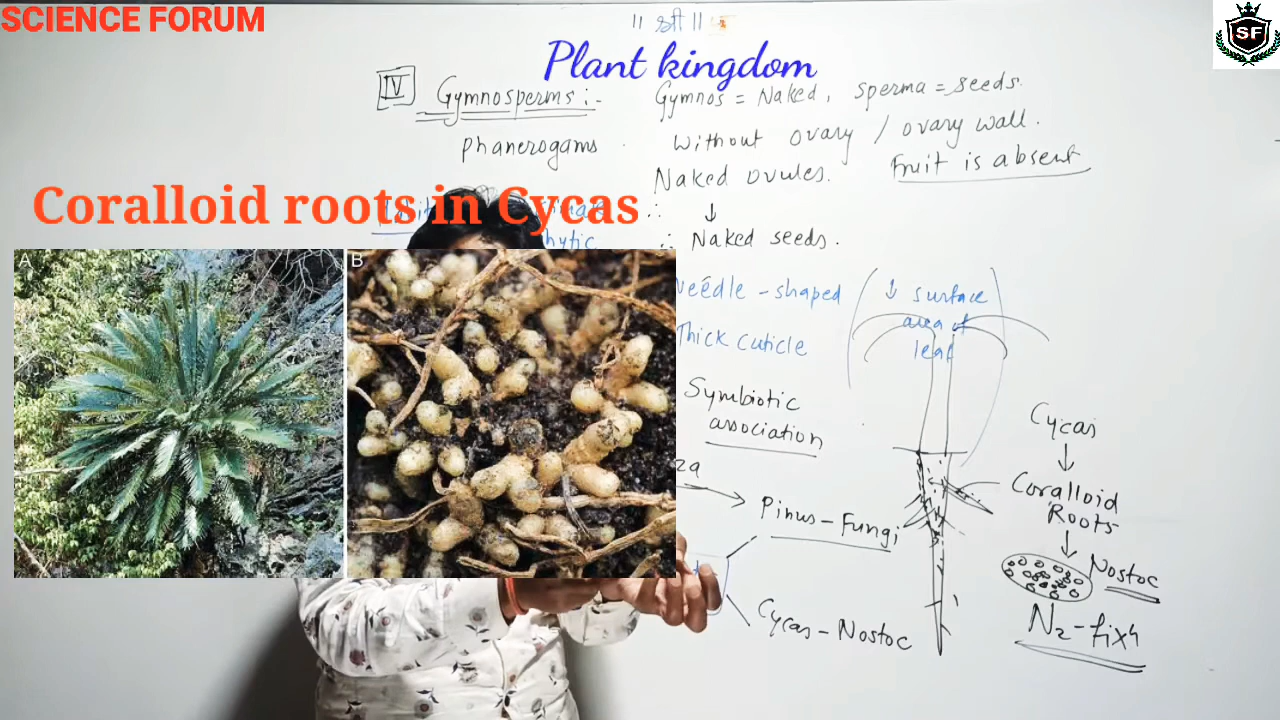 SCIENCE FORUM
SF
॥ श्री ॥
Plant kingdom
IV Gymnosperms :-
Gymnos = Naked, sperma = seeds.
phanerogams
Without ovary / ovary wall.
Naked ovules.
Fruit is absent
Coralloid roots in Cycas
∴ ↓
phytic
∴ Naked seeds.
A
B
Needle-shaped
↓ surface
area of
leaf
Thick cuticle
Symbiotic
association
Cycas
↓
Coralloid
Roots
↓
za
→ Pinus-Fungi
Nostoc
Cycas-Nostoc
N2-fixn